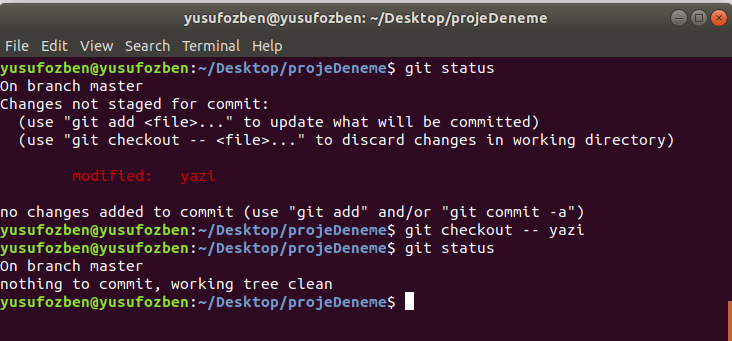 yusufozben@yusufozben: ~/Desktop/projeDeneme
File Edit View Search Terminal Help
yusufozben@yusufozben:~/Desktop/projeDeneme$ git status
On branch master
Changes not staged for commit:
  (use "git add <file>..." to update what will be committed)
  (use "git checkout -- <file>..." to discard changes in working directory)
        modified:   yazi
no changes added to commit (use "git add" and/or "git commit -a")
yusufozben@yusufozben:~/Desktop/projeDeneme$ git checkout -- yazi
yusufozben@yusufozben:~/Desktop/projeDeneme$ git status
On branch master
nothing to commit, working tree clean
yusufozben@yusufozben:~/Desktop/projeDeneme$